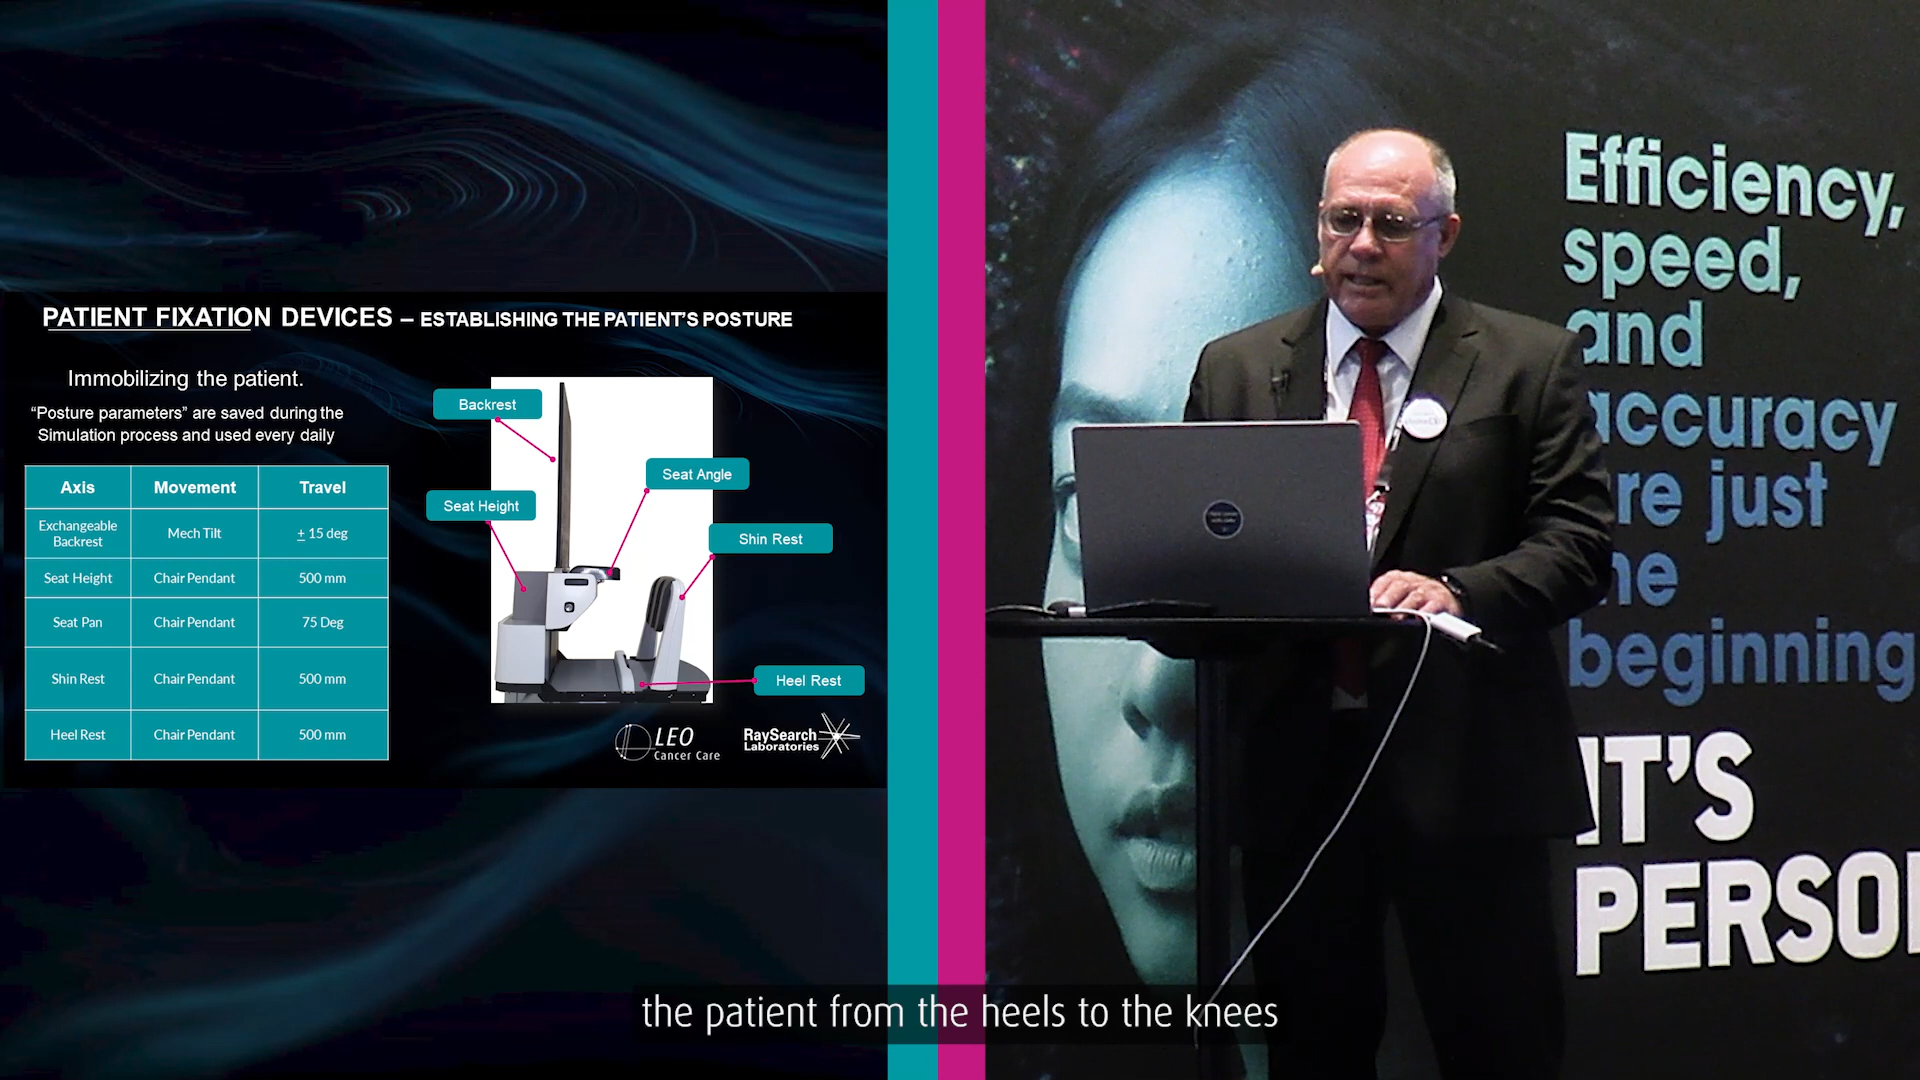 PATIENT FIXATION DEVICES – ESTABLISHING THE PATIENT'S POSTURE
Immobilizing the patient.
“Posture parameters” are saved during the
Simulation process and used every daily
Axis Movement Travel
Exchangeable
Backrest
Mech Tilt
± 15 deg
Seat Height Chair Pendant 500 mm
Seat Pan Chair Pendant 75 Deg
Shin Rest Chair Pendant 500 mm
Heel Rest Chair Pendant 500 mm
Backrest
Seat Height
Seat Angle
Shin Rest
Heel Rest
LEO
Cancer Care
RaySearch
Laboratories
Efficiency,
speed,
and
accuracy
re just
he
beginning
IT'S
PERSO
the patient from the heels to the knees